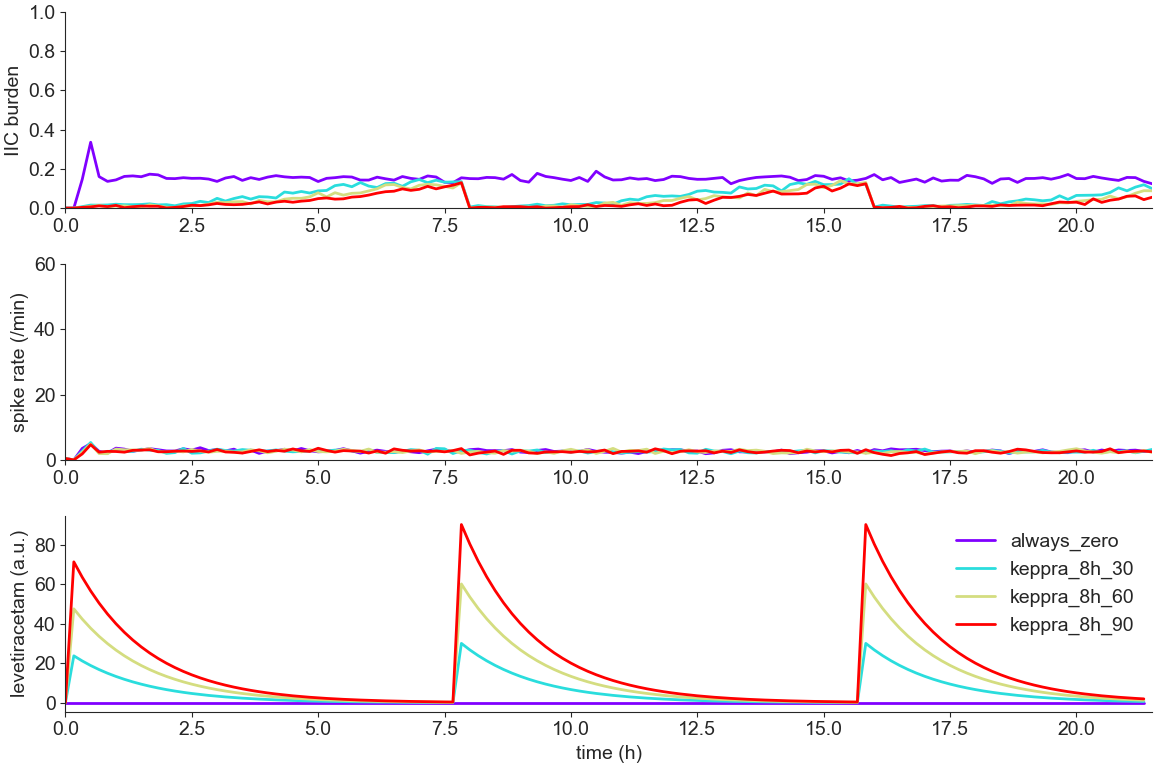 IIC burden
1.0
0.8
0.6
0.4
0.2
0.0
0.0 2.5 5.0 7.5 10.0 12.5 15.0 17.5 20.0
spike rate (/min)
60
40
20
0
0.0 2.5 5.0 7.5 10.0 12.5 15.0 17.5 20.0
levetiracetam (a.u.)
80
60
40
20
0
always_zero
keppra_8h_30
keppra_8h_60
keppra_8h_90
0.0 2.5 5.0 7.5 10.0 12.5 15.0 17.5 20.0
time (h)